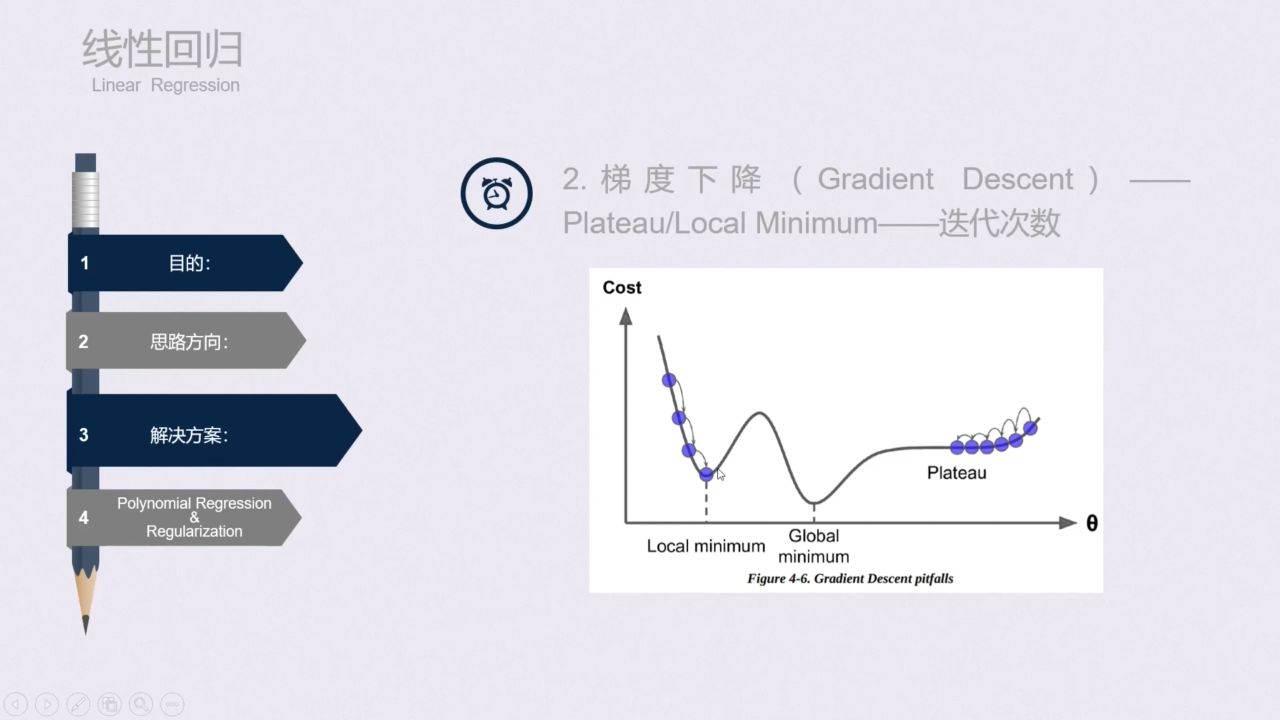 线性回归
Linear Regression
2. 梯度下降（Gradient Descent）——
Plateau/Local Minimum——迭代次数
1 目的：
2 思路方向：
3 解决方案：
4 Polynomial Regression
&
Regularization
Cost
Plateau
θ
Local minimum
Global
minimum
Figure 4-6. Gradient Descent pitfalls